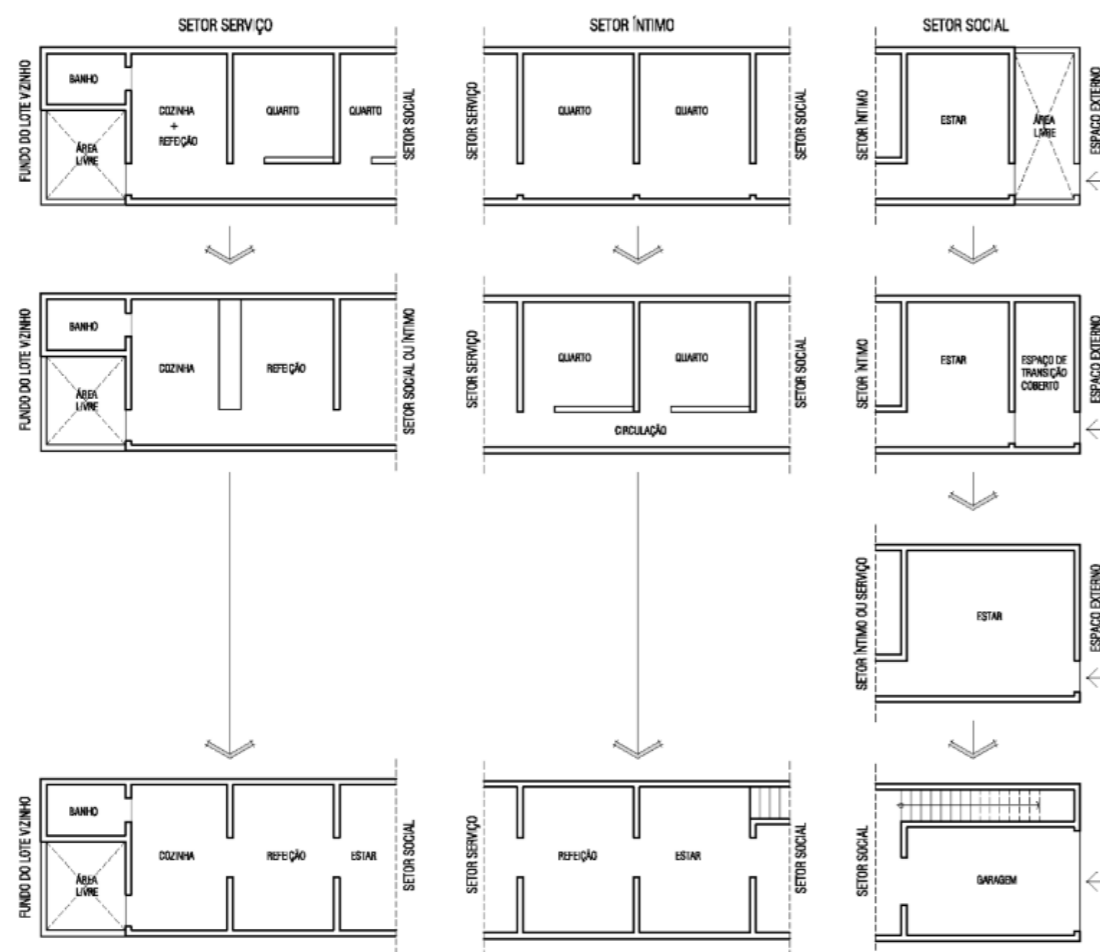 SETOR SERVIÇO
SETOR ÍNTIMO
SETOR SOCIAL
FUNDO DO LOTE VIZINHO
BANHO
ÁREA
LIVRE
COZINHA
+
REFEIÇÃO
QUARTO
QUARTO
SETOR SOCIAL
SETOR SERVIÇO
QUARTO
QUARTO
SETOR SOCIAL
SETOR ÍNTIMO
ESTAR
ÁREA
LIVRE
ESPAÇO EXTERNO
FUNDO DO LOTE VIZINHO
BANHO
ÁREA
LIVRE
COZINHA
REFEIÇÃO
SETOR SOCIAL OU ÍNTIMO
SETOR SERVIÇO
QUARTO
QUARTO
CIRCULAÇÃO
SETOR SOCIAL
SETOR ÍNTIMO
ESTAR
ESPAÇO DE
TRANSIÇÃO
COBERTO
ESPAÇO EXTERNO
SETOR ÍNTIMO OU SERVIÇO
ESTAR
ESPAÇO EXTERNO
FUNDO DO LOTE VIZINHO
BANHO
ÁREA
LIVRE
COZINHA
REFEIÇÃO
ESTAR
SETOR SOCIAL
SETOR SERVIÇO
REFEIÇÃO
ESTAR
SETOR SOCIAL
SETOR SOCIAL
GARAGEM
ESPAÇO EXTERNO